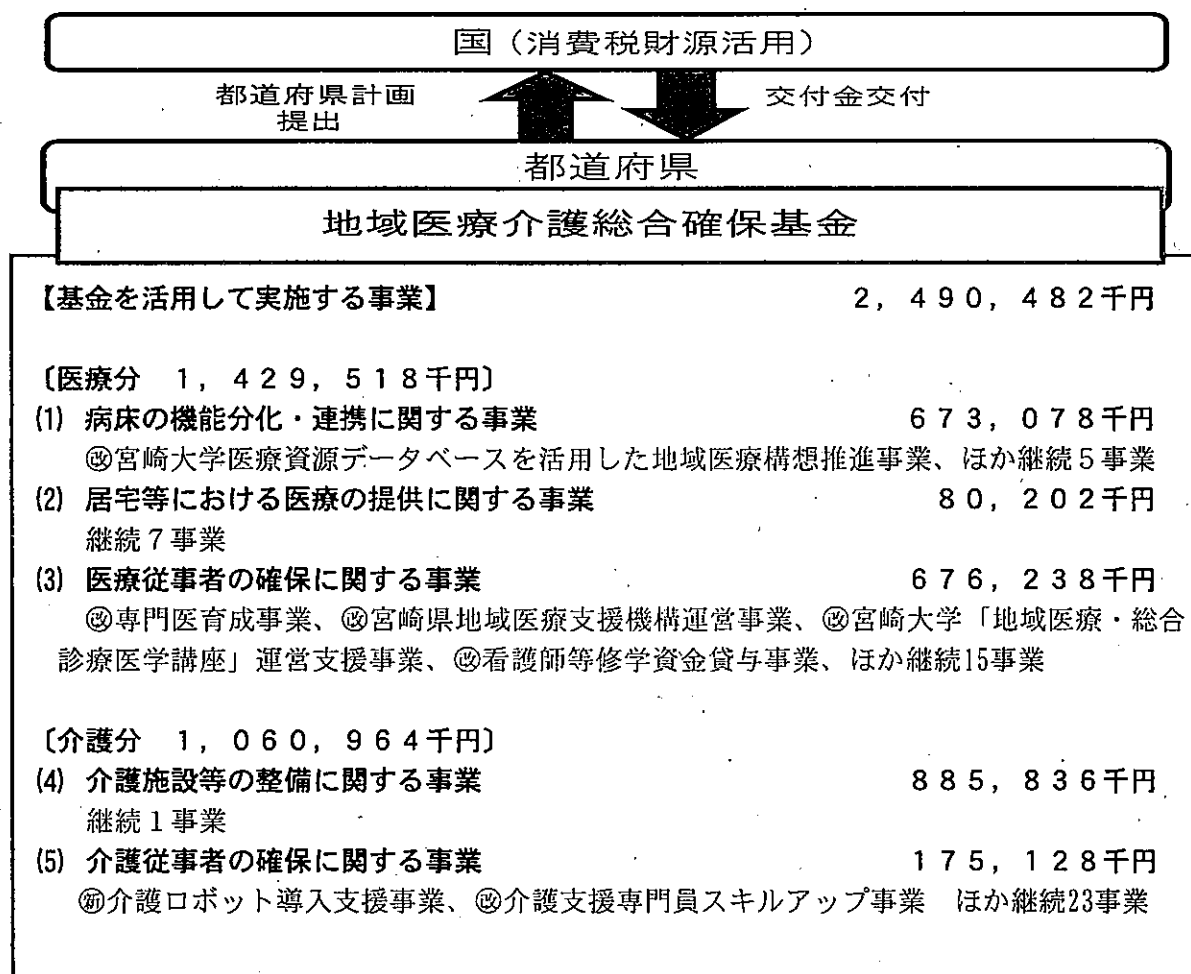 国（消費税財源活用）
都道府県計画
提出
交付金交付
都道府県
地域医療介護総合確保基金
【基金を活用して実施する事業】 ２，４９０，４８２千円
〔医療分 １，４２９，５１８千円〕
⑴ 病床の機能分化・連携に関する事業 ６７３，０７８千円
㊢宮崎大学医療資源データベースを活用した地域医療構想推進事業、ほか継続５事業
⑵ 居宅等における医療の提供に関する事業 ８０，２０２千円
継続７事業
⑶ 医療従事者の確保に関する事業 ６７６，２３８千円
㊢専門医育成事業、㊢宮崎県地域医療支援機構運営事業、㊢宮崎大学「地域医療・総合
診療医学講座」運営支援事業、㊢看護師等修学資金貸与事業、ほか継続15事業
〔介護分 １，０６０，９６４千円〕
⑷ 介護施設等の整備に関する事業 ８８５，８３６千円
継続１事業
⑸ 介護従事者の確保に関する事業 １７５，１２８千円
新介護ロボット導入支援事業、改介護支援専門員スキルアップ事業 ほか継続23事業